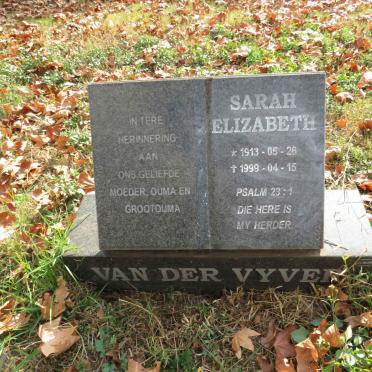 IN TERE
HERINNERING
AAN
ONS GELIEFDE
MOEDER, OUMA EN
GROOTOUMA
SARAH
ELIZABETH
* 1913 - 05 - 26
† 1999 - 04 - 15
PSALM 23 : 1
DIE HERE IS
MY HERDER
VAN DER VYVER